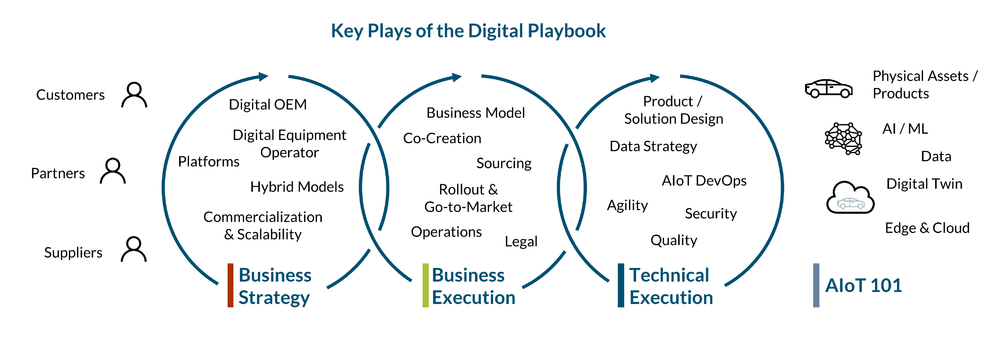 Key Plays of the Digital Playbook
Customers
Partners
Suppliers
Digital OEM
Digital Equipment
Operator
Platforms
Hybrid Models
Commercialization
& Scalability
Business
Strategy
Business Model
Co-Creation
Sourcing
Rollout &
Go-to-Market
Operations
Legal
Business
Execution
Product /
Solution Design
Data Strategy
AIoT DevOps
Agility
Security
Quality
Technical
Execution
Physical Assets /
Products
AI / ML
Data
Digital Twin
Edge & Cloud
AIoT 101